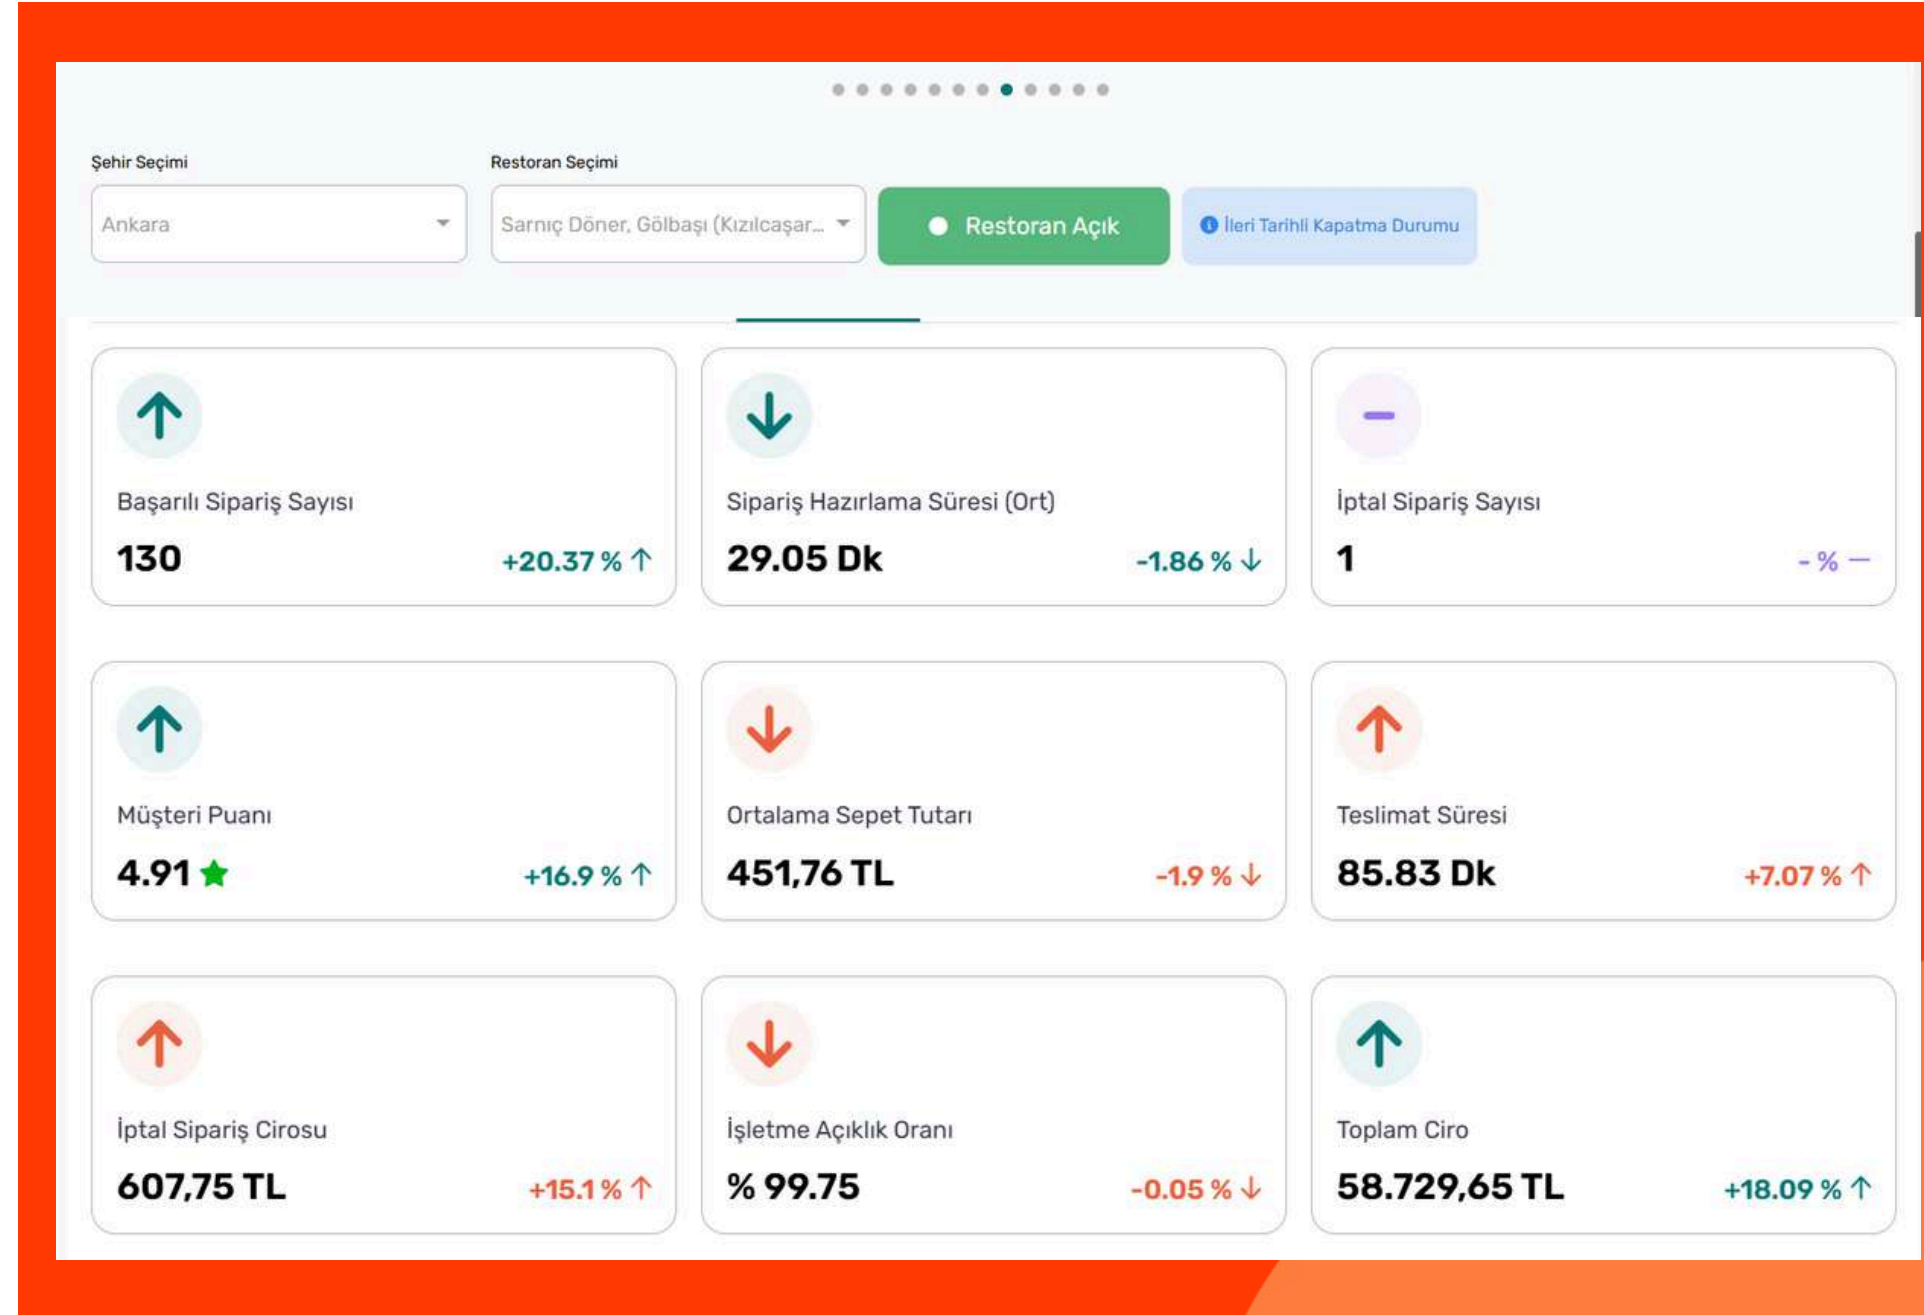 Şehir Seçimi
Restoran Seçimi
Ankara
Sarnıç Döner, Gölbaşı (Kızılcaşar...
Restoran Açık
İleri Tarihli Kapatma Durumu
Başarılı Sipariş Sayısı
130
+20.37 %
Sipariş Hazırlama Süresi (Ort)
29.05 Dk
-1.86 %
İptal Sipariş Sayısı
1
- %
Müşteri Puanı
4.91
+16.9 %
Ortalama Sepet Tutarı
451,76 TL
-1.9 %
Teslimat Süresi
85.83 Dk
+7.07 %
İptal Sipariş Cirosu
607,75 TL
+15.1 %
İşletme Açıklık Oranı
% 99.75
-0.05 %
Toplam Ciro
58.729,65 TL
+18.09 %